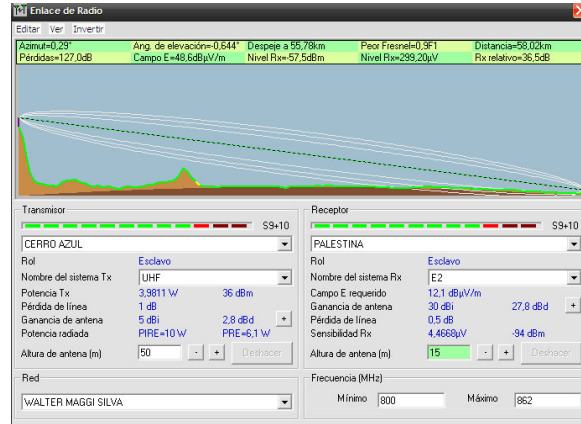 Enlace de Radio
Editar Ver Invertir
Azimut=0,29° Ang. de elevación=-0,644° Despeje a 55,78km Peor Fresnel=0,9F1 Distancia=58,02km
Pérdidas=127,0dB Campo E=48,6dBµV/m Nivel Rx=-57,5dBm Nivel Rx=299,20µV Rx relativo=36,5dB
Transmisor
S9+10
CERRO AZUL
Rol Esclavo
Nombre del sistema Tx UHF
Potencia Tx 3,9811 W 36 dBm
Pérdida de línea 1 dB
Ganancia de antena 5 dBi 2,8 dBd +
Potencia radiada PIRE=10 W PRE=6,1 W
Altura de antena (m) 50 - + Deshacer
Receptor
S9+10
PALESTINA
Rol Esclavo
Nombre del sistema Rx E2
Campo E requerido 12,1 dBµV/m
Ganancia de antena 30 dBi 27,8 dBd +
Pérdida de línea 0,5 dB
Sensibilidad Rx 4,4668µV -94 dBm
Altura de antena (m) 15 - + Deshacer
Red
WALTER MAGGI SILVA
Frecuencia (MHz)
Mínimo 800 Máximo 862